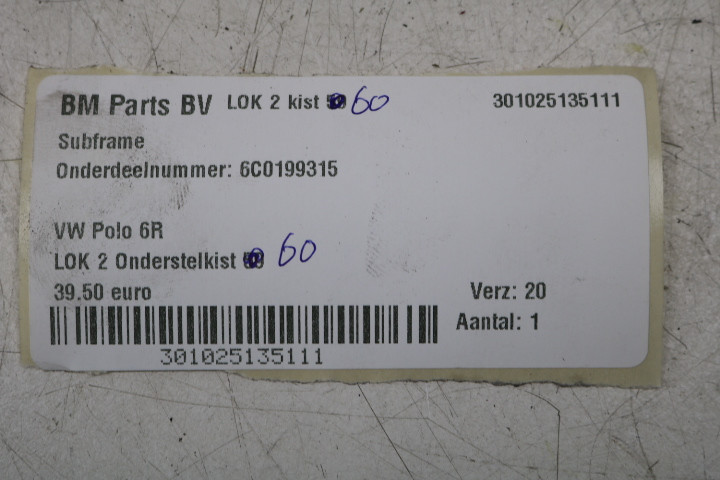 BM Parts BV LOK 2 kist 60 301025135111
Subframe
Onderdeelnummer: 6C0199315
VW Polo 6R
LOK 2 Onderstelkist 60
39.50 euro Verz: 20
Aantal: 1
301025135111